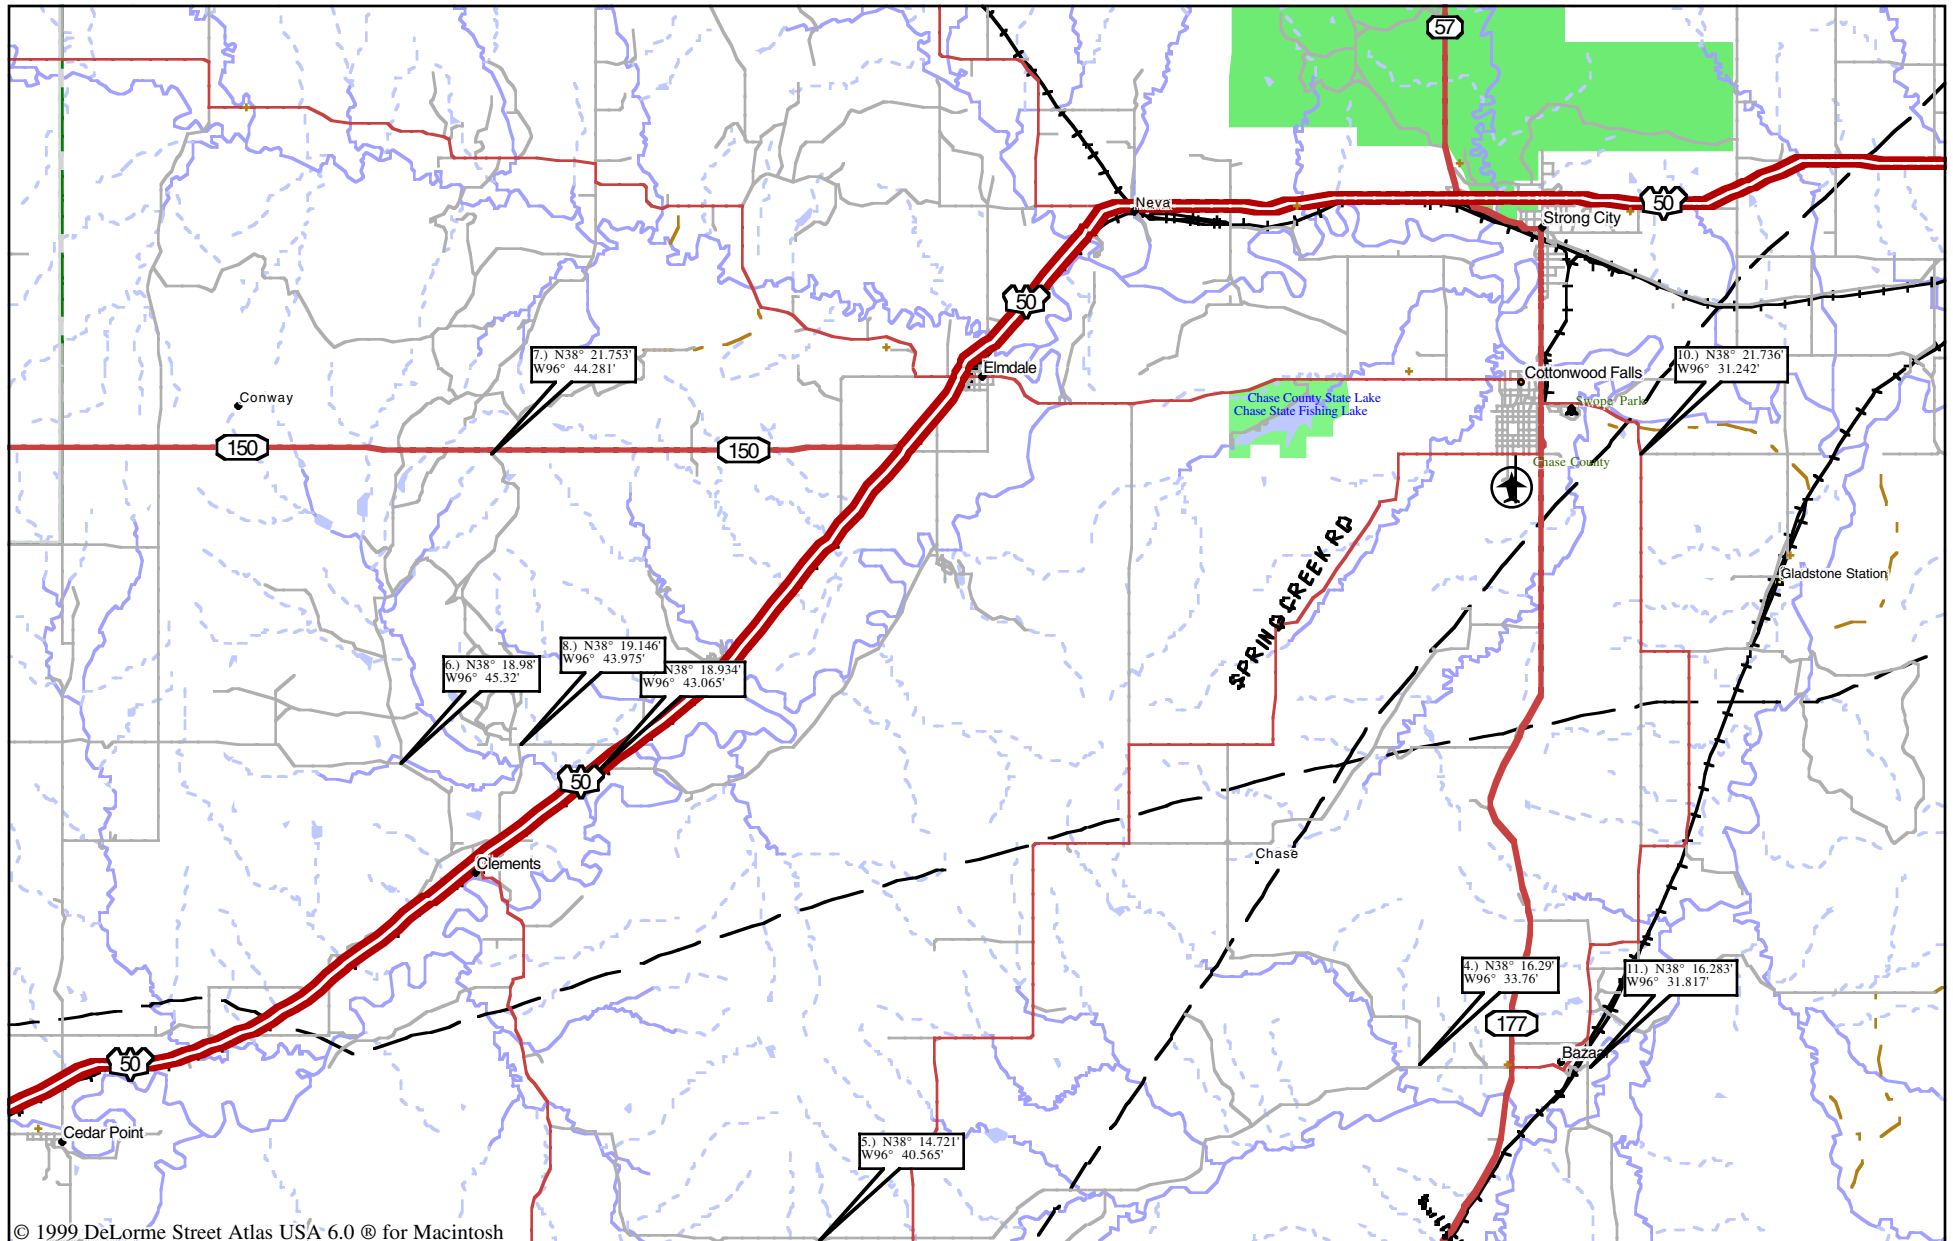 57
50
Neva
Strong City
50
7.) N38° 21.753'
W96° 44.281'
Elmdale
10.) N38° 21.736'
W96° 31.242'
Cottonwood Falls
Conway
Chase County State Lake
Chase State Fishing Lake
Swope Park
150
150
Chase County
SPRING CREEK RD
Gladstone Station
6.) N38° 18.98'
W96° 45.32'
8.) N38° 19.146'
W96° 43.975'
N38° 18.934'
W96° 43.065'
50
Clements
Chase
4.) N38° 16.29'
W96° 33.76'
11.) N38° 16.283'
W96° 31.817'
177
Bazaar
50
Cedar Point
5.) N38° 14.721'
W96° 40.565'
© 1999 DeLorme Street Atlas USA 6.0 ® for Macintosh